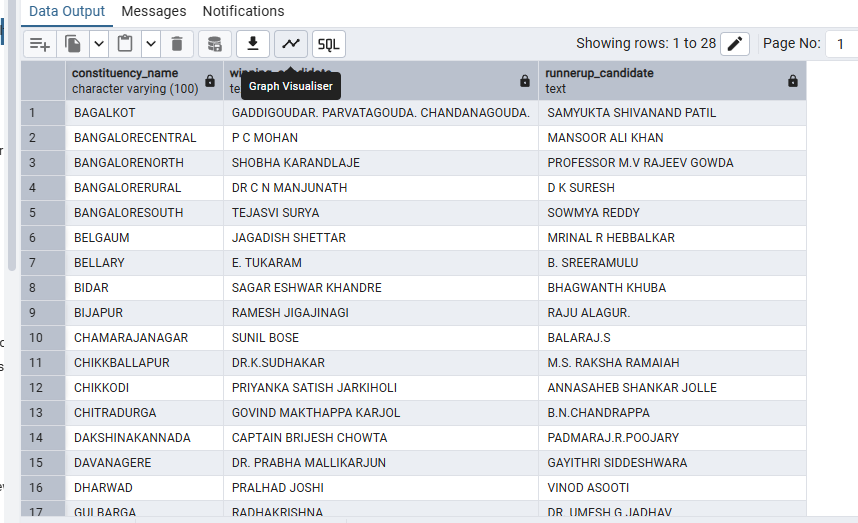 Data Output Messages Notifications
SQL Showing rows: 1 to 28 Page No: 1
constituency_name runnerup_candidate
character varying (100) text
Graph Visualiser
1 BAGALKOT GADDIGOUDAR. PARVATAGOUDA. CHANDANAGOUDA. SAMYUKTA SHIVANAND PATIL
2 BANGALORECENTRAL P C MOHAN MANSOOR ALI KHAN
3 BANGALORENORTH SHOBHA KARANDLAJE PROFESSOR M.V RAJEEV GOWDA
4 BANGALORERURAL DR C N MANJUNATH D K SURESH
5 BANGALORESOUTH TEJASVI SURYA SOWMYA REDDY
6 BELGAUM JAGADISH SHETTAR MRINAL R HEBBALKAR
7 BELLARY E. TUKARAM B. SREERAMULU
8 BIDAR SAGAR ESHWAR KHANDRE BHAGWANTH KHUBA
9 BIJAPUR RAMESH JIGAJINAGI RAJU ALAGUR.
10 CHAMARAJANAGAR SUNIL BOSE BALARAJ.S
11 CHIKKBALLAPUR DR.K.SUDHAKAR M.S. RAKSHA RAMAIAH
12 CHIKKODI PRIYANKA SATISH JARKIHOLI ANNASAHEB SHANKAR JOLLE
13 CHITRADURGA GOVIND MAKTHAPPA KARJOL B.N.CHANDRAPPA
14 DAKSHINAKANNADA CAPTAIN BRIJESH CHOWTA PADMARAJ.R.POOJARY
15 DAVANAGERE DR. PRABHA MALLIKARJUN GAYITHRI SIDDESHWARA
16 DHARWAD PRALHAD JOSHI VINOD ASOOTI
17 GULBARGA RADHAKRISHNA DR. UMESH G JADHAV